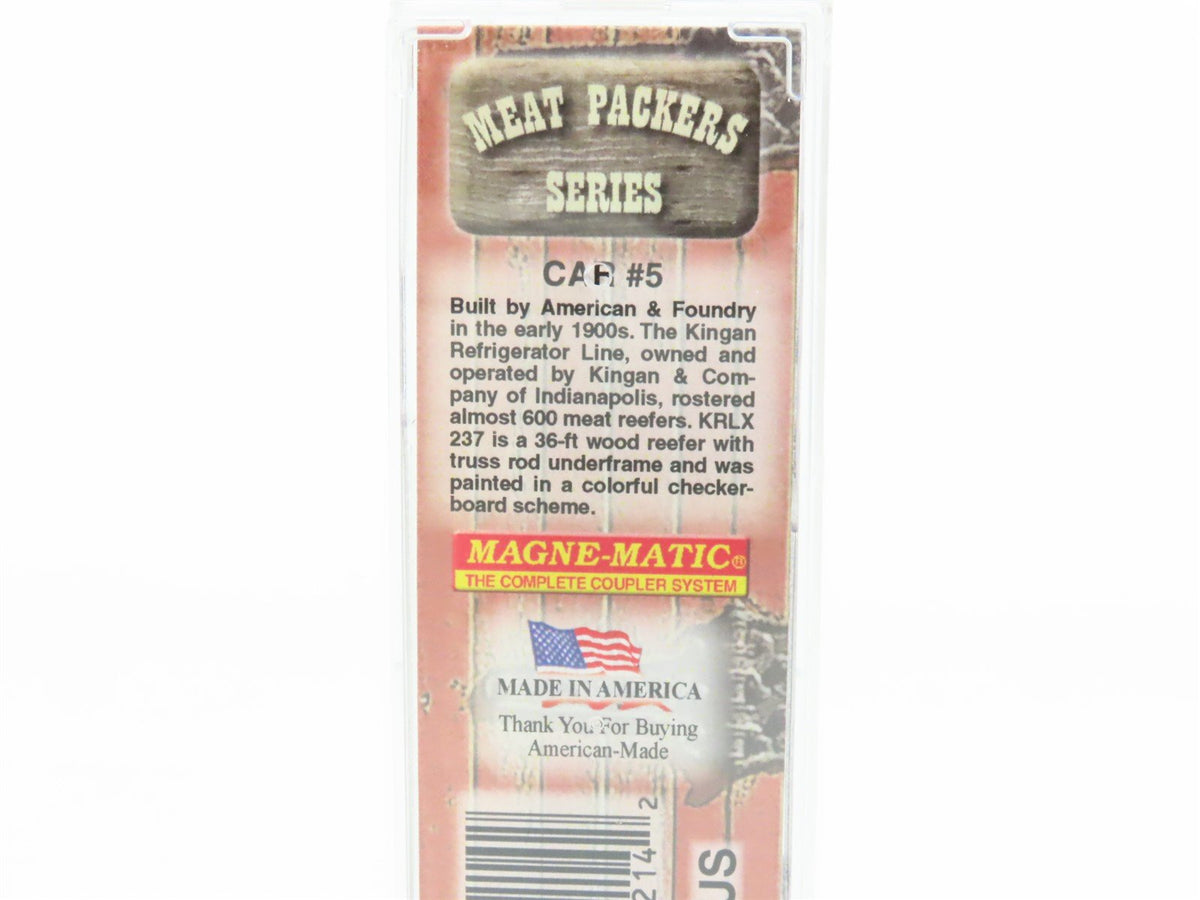 MEAT PACKERS
SERIES
CAR #5
Built by American & Foundry
in the early 1900s. The Kingan
Refrigerator Line, owned and
operated by Kingan & Com-
pany of Indianapolis, rostered
almost 600 meat reefers. KRLX
237 is a 36-ft wood reefer with
truss rod underframe and was
painted in a colorful checker-
board scheme.
MAGNE-MATIC®
THE COMPLETE COUPLER SYSTEM
MADE IN AMERICA
Thank You For Buying
American-Made
214 2
US